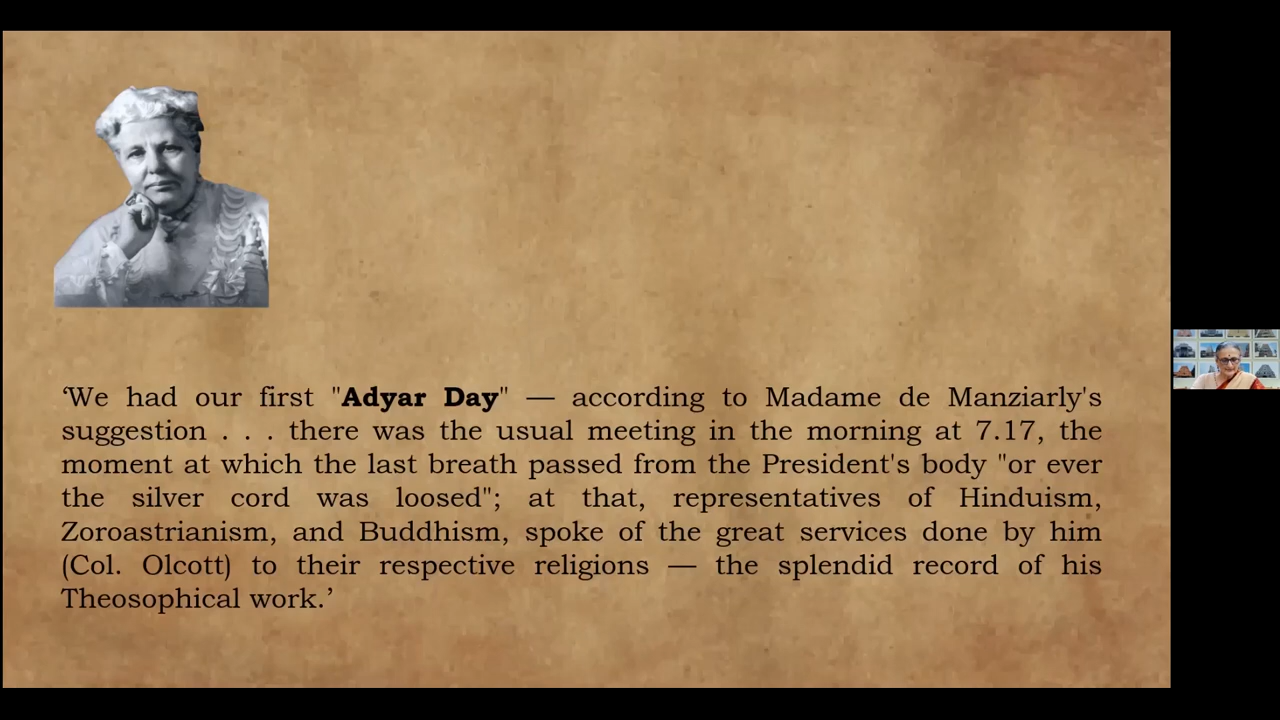 ‘We had our first "Adyar Day" — according to Madame de Manziarly's
suggestion . . . there was the usual meeting in the morning at 7.17, the
moment at which the last breath passed from the President's body "or ever
the silver cord was loosed"; at that, representatives of Hinduism,
Zoroastrianism, and Buddhism, spoke of the great services done by him
(Col. Olcott) to their respective religions — the splendid record of his
Theosophical work.’